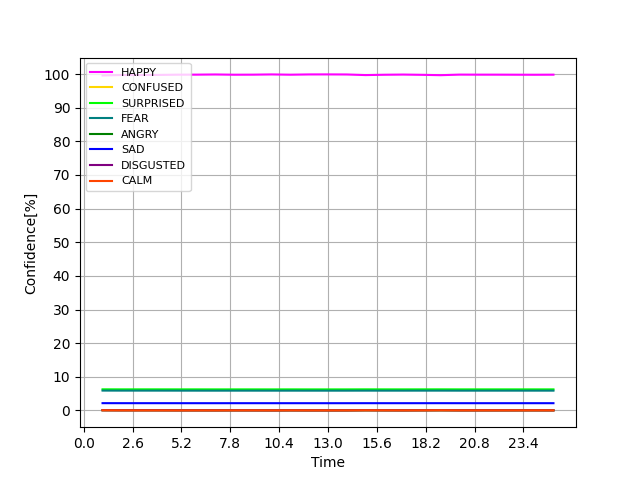 HAPPY
CONFUSED
SURPRISED
FEAR
ANGRY
SAD
DISGUSTED
CALM
100
90
80
70
60
50
40
30
20
10
0
Confidence[%]
0.0 2.6 5.2 7.8 10.4 13.0 15.6 18.2 20.8 23.4
Time